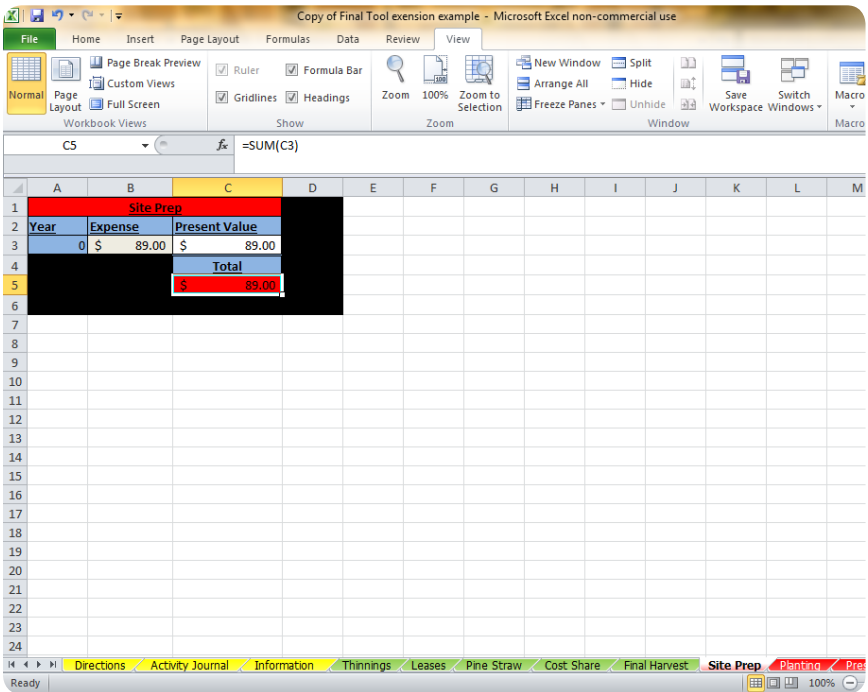 Copy of Final Tool exension example - Microsoft Excel non-commercial use
File Home Insert Page Layout Formulas Data Review View
Normal Page Layout Page Break Preview Custom Views Full Screen
Ruler Formula Bar Gridlines Headings
Zoom 100% Zoom to Selection
New Window Arrange All Freeze Panes Split Hide Unhide
Save Workspace Switch Windows Macro
Workbook Views Show Zoom Window Macro
C5 fx =SUM(C3)
A B C D E F G H I J K L M
1 Site Prep
2 Year Expense Present Value
3 0 $ 89.00 $ 89.00
4 Total
5 $ 89.00
6
7
8
9
10
11
12
13
14
15
16
17
18
19
20
21
22
23
24
Directions Activity Journal Information Thinnings Leases Pine Straw Cost Share Final Harvest Site Prep Planting Pres
Ready 100%